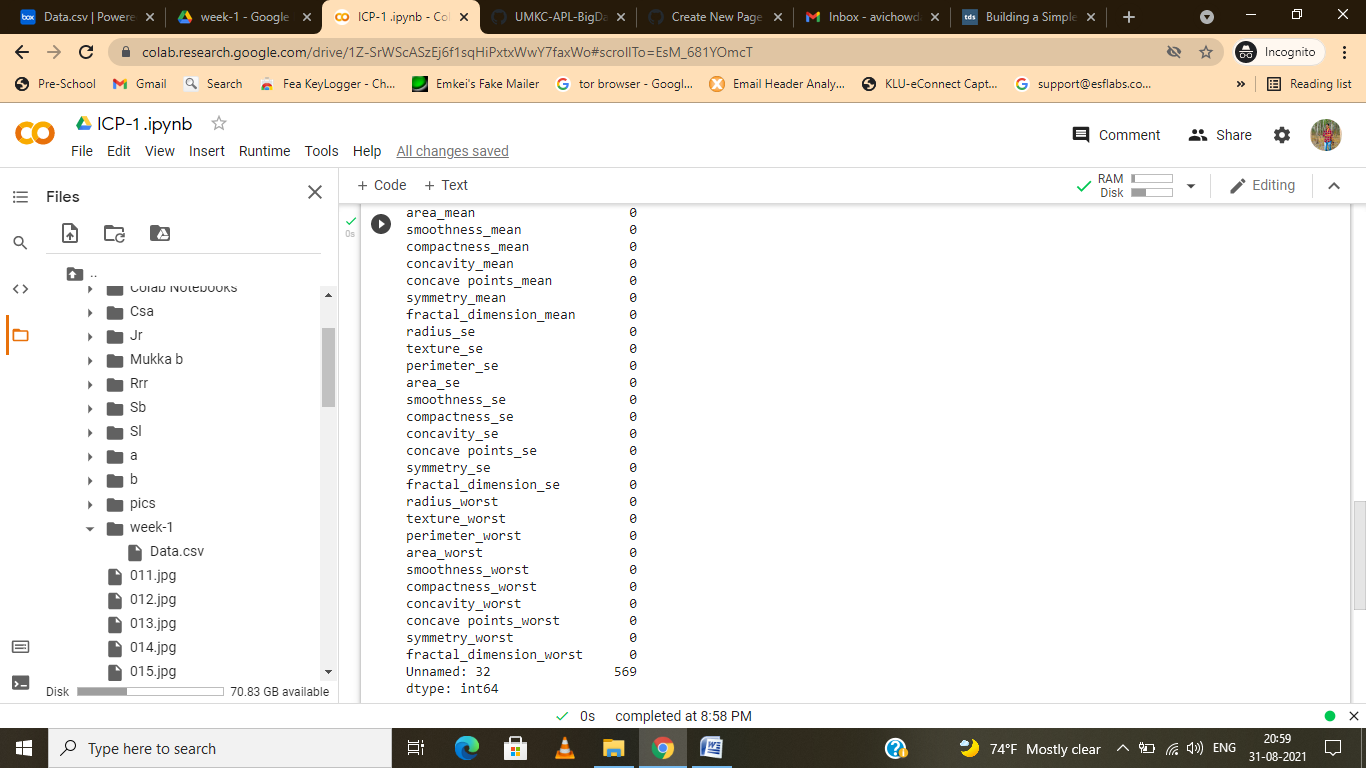 Data.csv | Powere
week-1 - Google
ICP-1 .ipynb - Col
UMKC-APL-BigDa
Create New Page
Inbox - avichowda
Building a Simple
colab.research.google.com/drive/1Z-SrWScASzEj6f1sqHiPxtxWwY7faxWo#scrollTo=EsM_681YOmcT
Incognito
Pre-School
Gmail
Search
Fea KeyLogger - Ch...
Emkei's Fake Mailer
tor browser - Googl...
Email Header Analy...
KLU-eConnect Capt...
support@esflabs.co...
»
Reading list
ICP-1 .ipynb
Comment
Share
File Edit View Insert Runtime Tools Help All changes saved
Files
+ Code + Text
RAM
Disk
Editing
..
Colab Notebooks
Csa
Jr
Mukka b
Rrr
Sb
Sl
a
b
pics
week-1
Data.csv
011.jpg
012.jpg
013.jpg
014.jpg
015.jpg
Disk 70.83 GB available
0s
area_mean 0
smoothness_mean 0
compactness_mean 0
concavity_mean 0
concave points_mean 0
symmetry_mean 0
fractal_dimension_mean 0
radius_se 0
texture_se 0
perimeter_se 0
area_se 0
smoothness_se 0
compactness_se 0
concavity_se 0
concave points_se 0
symmetry_se 0
fractal_dimension_se 0
radius_worst 0
texture_worst 0
perimeter_worst 0
area_worst 0
smoothness_worst 0
compactness_worst 0
concavity_worst 0
concave points_worst 0
symmetry_worst 0
fractal_dimension_worst 0
Unnamed: 32 569
dtype: int64
0s completed at 8:58 PM
Type here to search
74°F Mostly clear
ENG
20:59
31-08-2021